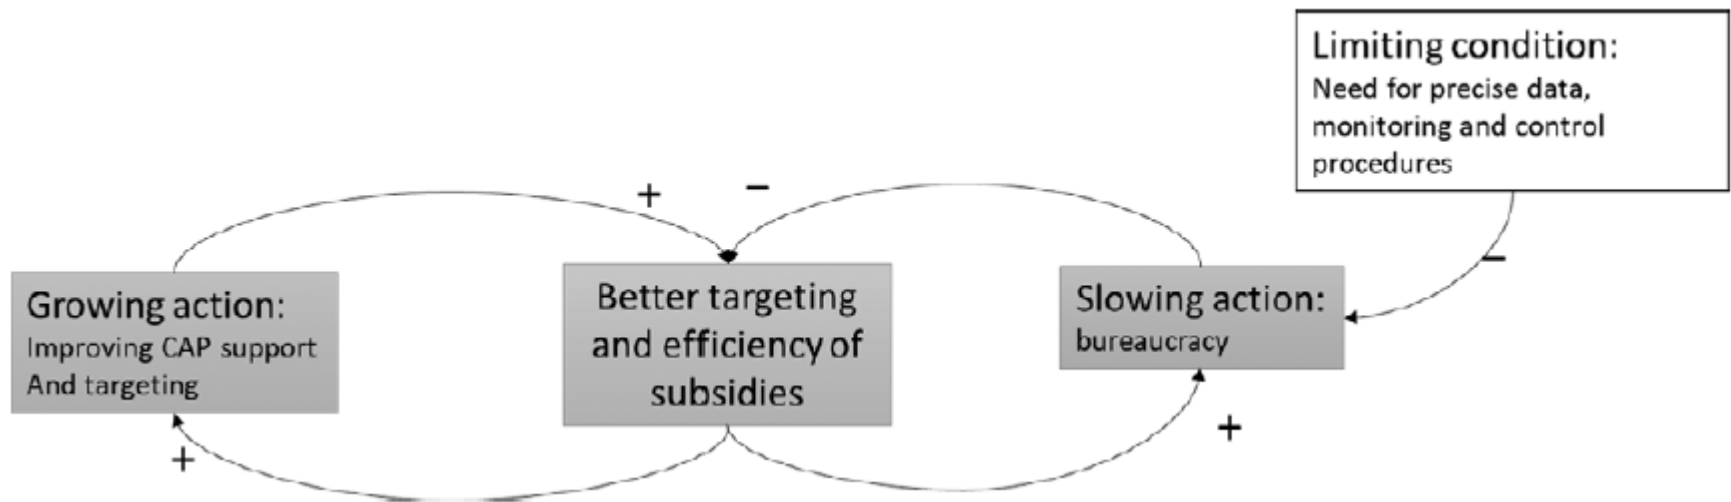 Limiting condition:
Need for precise data,
monitoring and control
procedures
+
−
−
Growing action:
Improving CAP support
And targeting
Better targeting
and efficiency of
subsidies
Slowing action:
bureaucracy
+
+